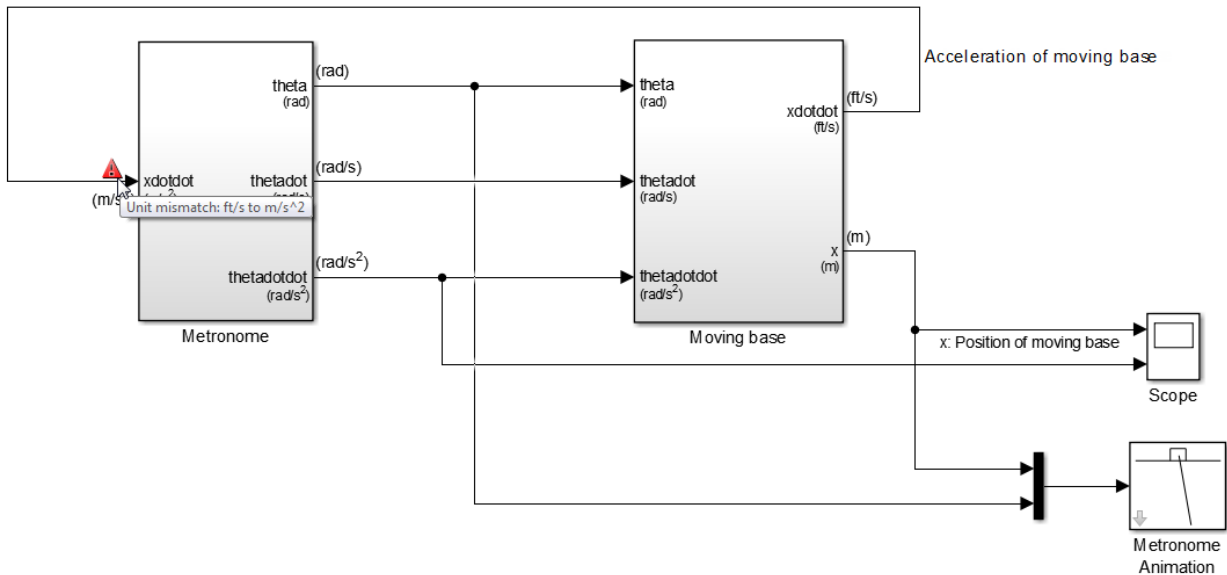 Acceleration of moving base
(rad)
theta
(rad)
theta
(rad)
(ft/s)
xdotdot
(ft/s)
(rad/s)
xdotdot
thetadot
thetadot
(rad/s)
(m/s
Unit mismatch: ft/s to m/s^2
(m)
x
(m)
(rad/s²)
thetadotdot
(rad/s²)
thetadotdot
(rad/s²)
Metronome
Moving base
x: Position of moving base
Scope
Metronome
Animation